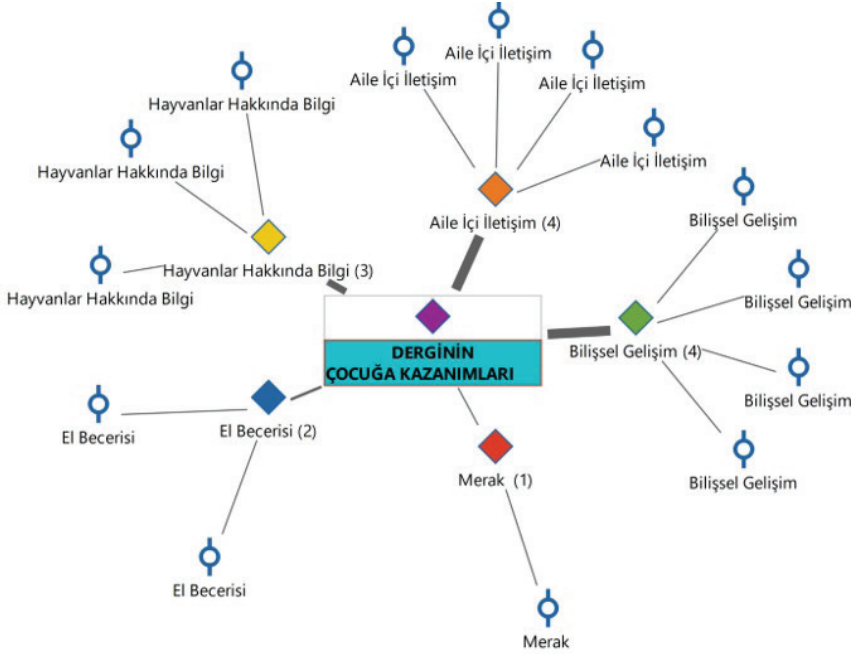 Aile İçi İletişim
Aile İçi İletişim
Aile İçi İletişim
Hayvanlar Hakkında Bilgi
Aile İçi İletişim
Hayvanlar Hakkında Bilgi
Bilişsel Gelişim
Aile İçi İletişim (4)
Hayvanlar Hakkında Bilgi (3)
Hayvanlar Hakkında Bilgi
Bilişsel Gelişim
DERGİNİN
ÇOCUĞA KAZANIMLARI
Bilişsel Gelişim (4)
Bilişsel Gelişim
El Becerisi (2)
El Becerisi
Merak (1)
Bilişsel Gelişim
El Becerisi
Merak